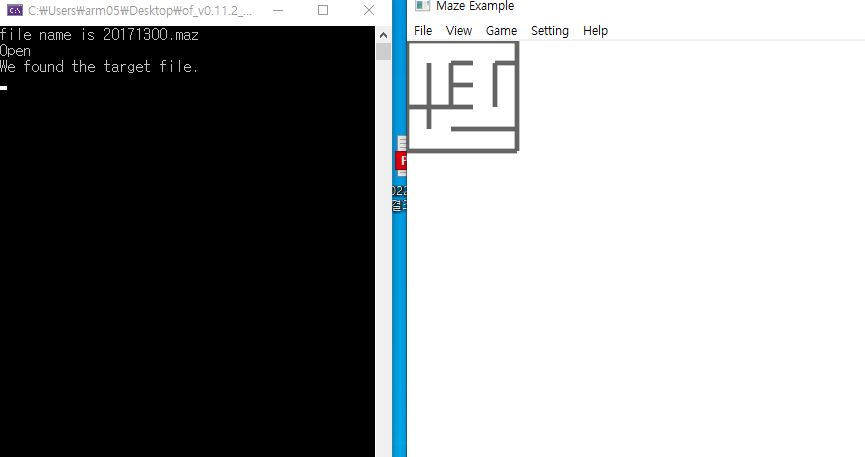 C:₩Users₩arm05₩Desktop₩of_v0.11.2_...
file name is 20171300.maz
Open
We found the target file.
Maze Example
File View Game Setting Help